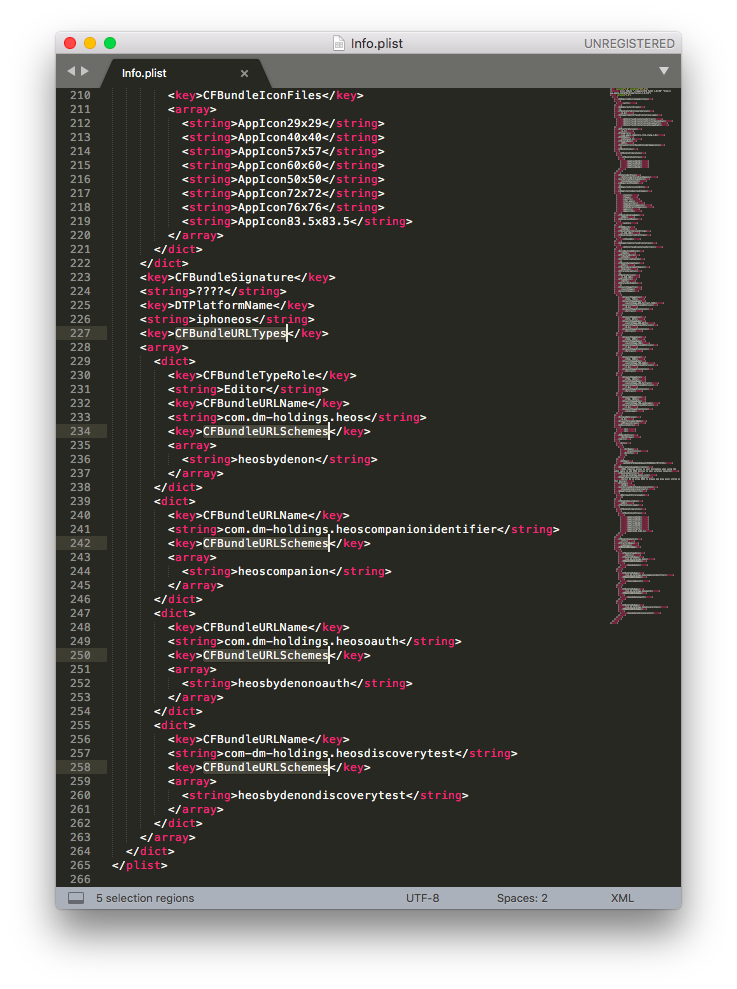 Info.plist
UNREGISTERED
Info.plist
210 <key>CFBundleIconFiles</key>
211 <array>
212 <string>AppIcon29x29</string>
213 <string>AppIcon40x40</string>
214 <string>AppIcon57x57</string>
215 <string>AppIcon60x60</string>
216 <string>AppIcon50x50</string>
217 <string>AppIcon72x72</string>
218 <string>AppIcon76x76</string>
219 <string>AppIcon83.5x83.5</string>
220 </array>
221 </dict>
222 </dict>
223 <key>CFBundleSignature</key>
224 <string>????</string>
225 <key>DTPlatformName</key>
226 <string>iphoneos</string>
227 <key>CFBundleURLTypes</key>
228 <array>
229 <dict>
230 <key>CFBundleTypeRole</key>
231 <string>Editor</string>
232 <key>CFBundleURLName</key>
233 <string>com.dm-holdings.heos</string>
234 <key>CFBundleURLSchemes</key>
235 <array>
236 <string>heosbydenon</string>
237 </array>
238 </dict>
239 <dict>
240 <key>CFBundleURLName</key>
241 <string>com.dm-holdings.heoscompanionidentifier</string>
242 <key>CFBundleURLSchemes</key>
243 <array>
244 <string>heoscompanion</string>
245 </array>
246 </dict>
247 <dict>
248 <key>CFBundleURLName</key>
249 <string>com.dm-holdings.heosoauth</string>
250 <key>CFBundleURLSchemes</key>
251 <array>
252 <string>heosbydenonoauth</string>
253 </array>
254 </dict>
255 <dict>
256 <key>CFBundleURLName</key>
257 <string>com-dm-holdings.heosdiscoverytest</string>
258 <key>CFBundleURLSchemes</key>
259 <array>
260 <string>heosbydenondiscoverytest</string>
261 </array>
262 </dict>
263 </array>
264 </dict>
265 </plist>
266
5 selection regions UTF-8 Spaces: 2 XML